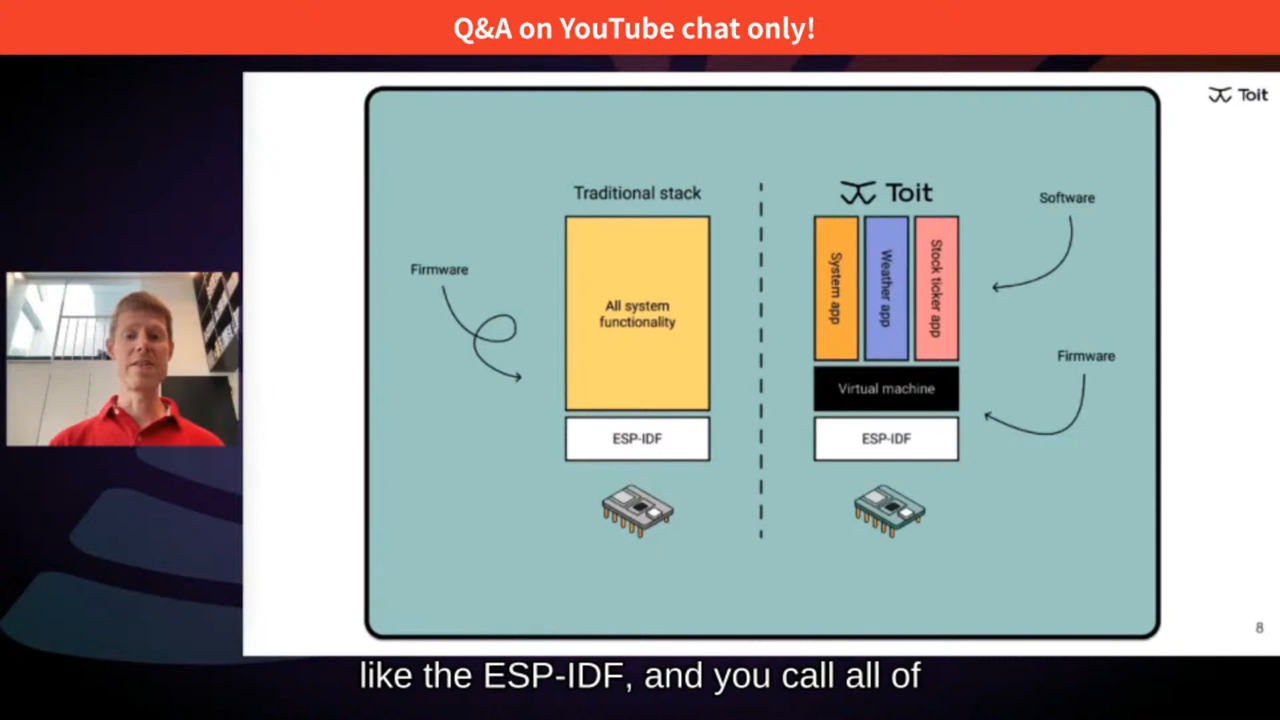 Q&A on YouTube chat only!
Toit
Traditional stack
Firmware
All system
functionality
ESP-IDF
Toit
Software
System app
Weather app
Stock ticker app
Firmware
Virtual machine
ESP-IDF
8
like the ESP-IDF, and you call all of